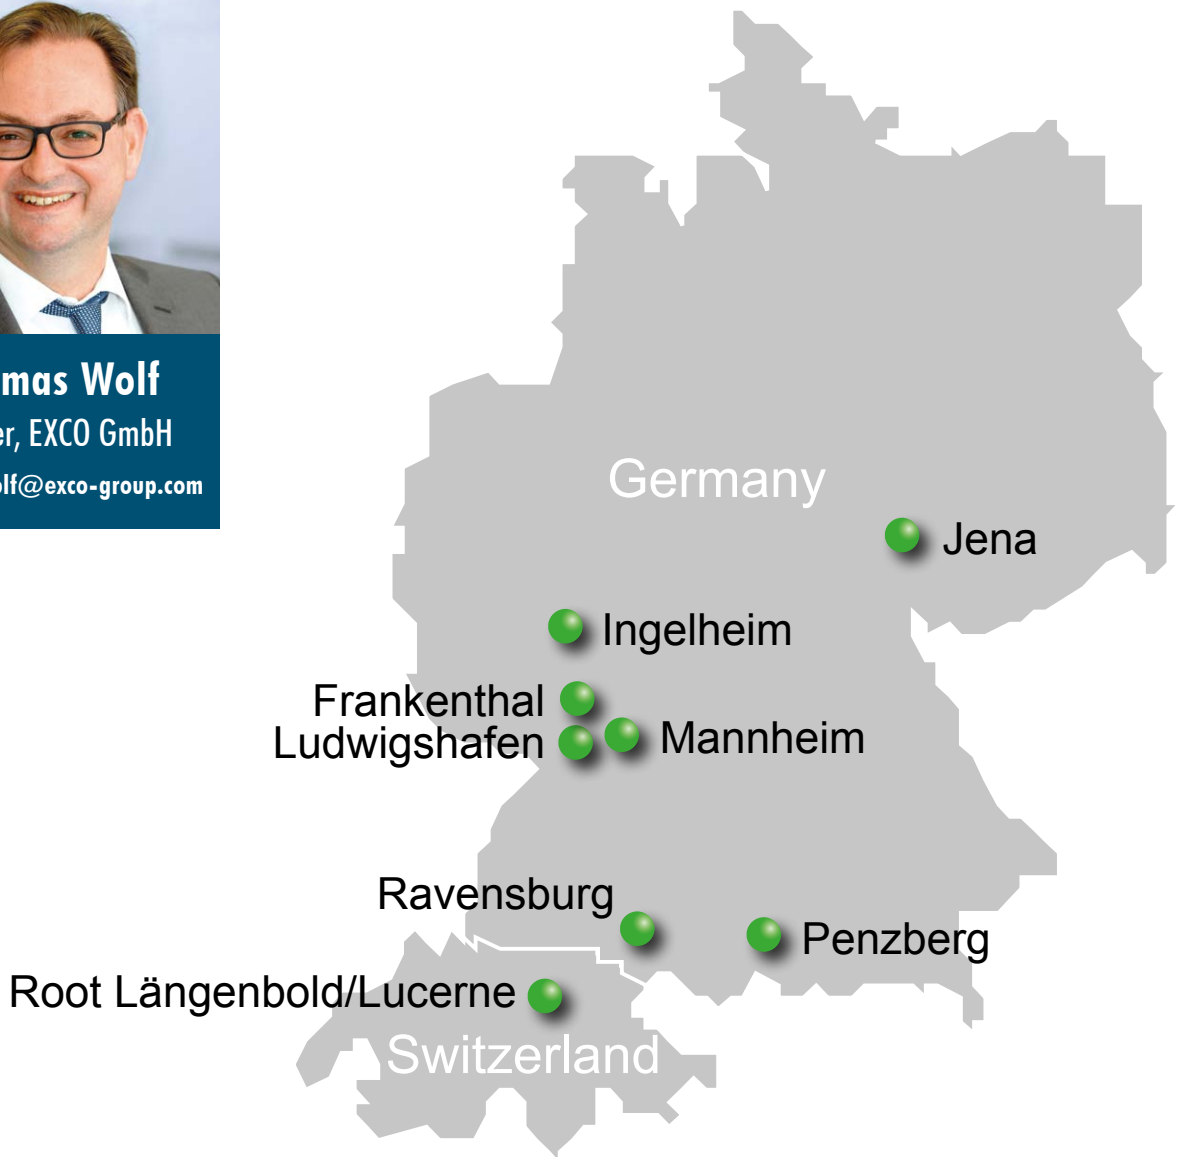 mas Wolf
er, EXCO GmbH
olf@exco-group.com
Germany
Jena
Ingelheim
Frankenthal
Ludwigshafen
Mannheim
Ravensburg
Penzberg
Root Längenbold/Lucerne
Switzerland